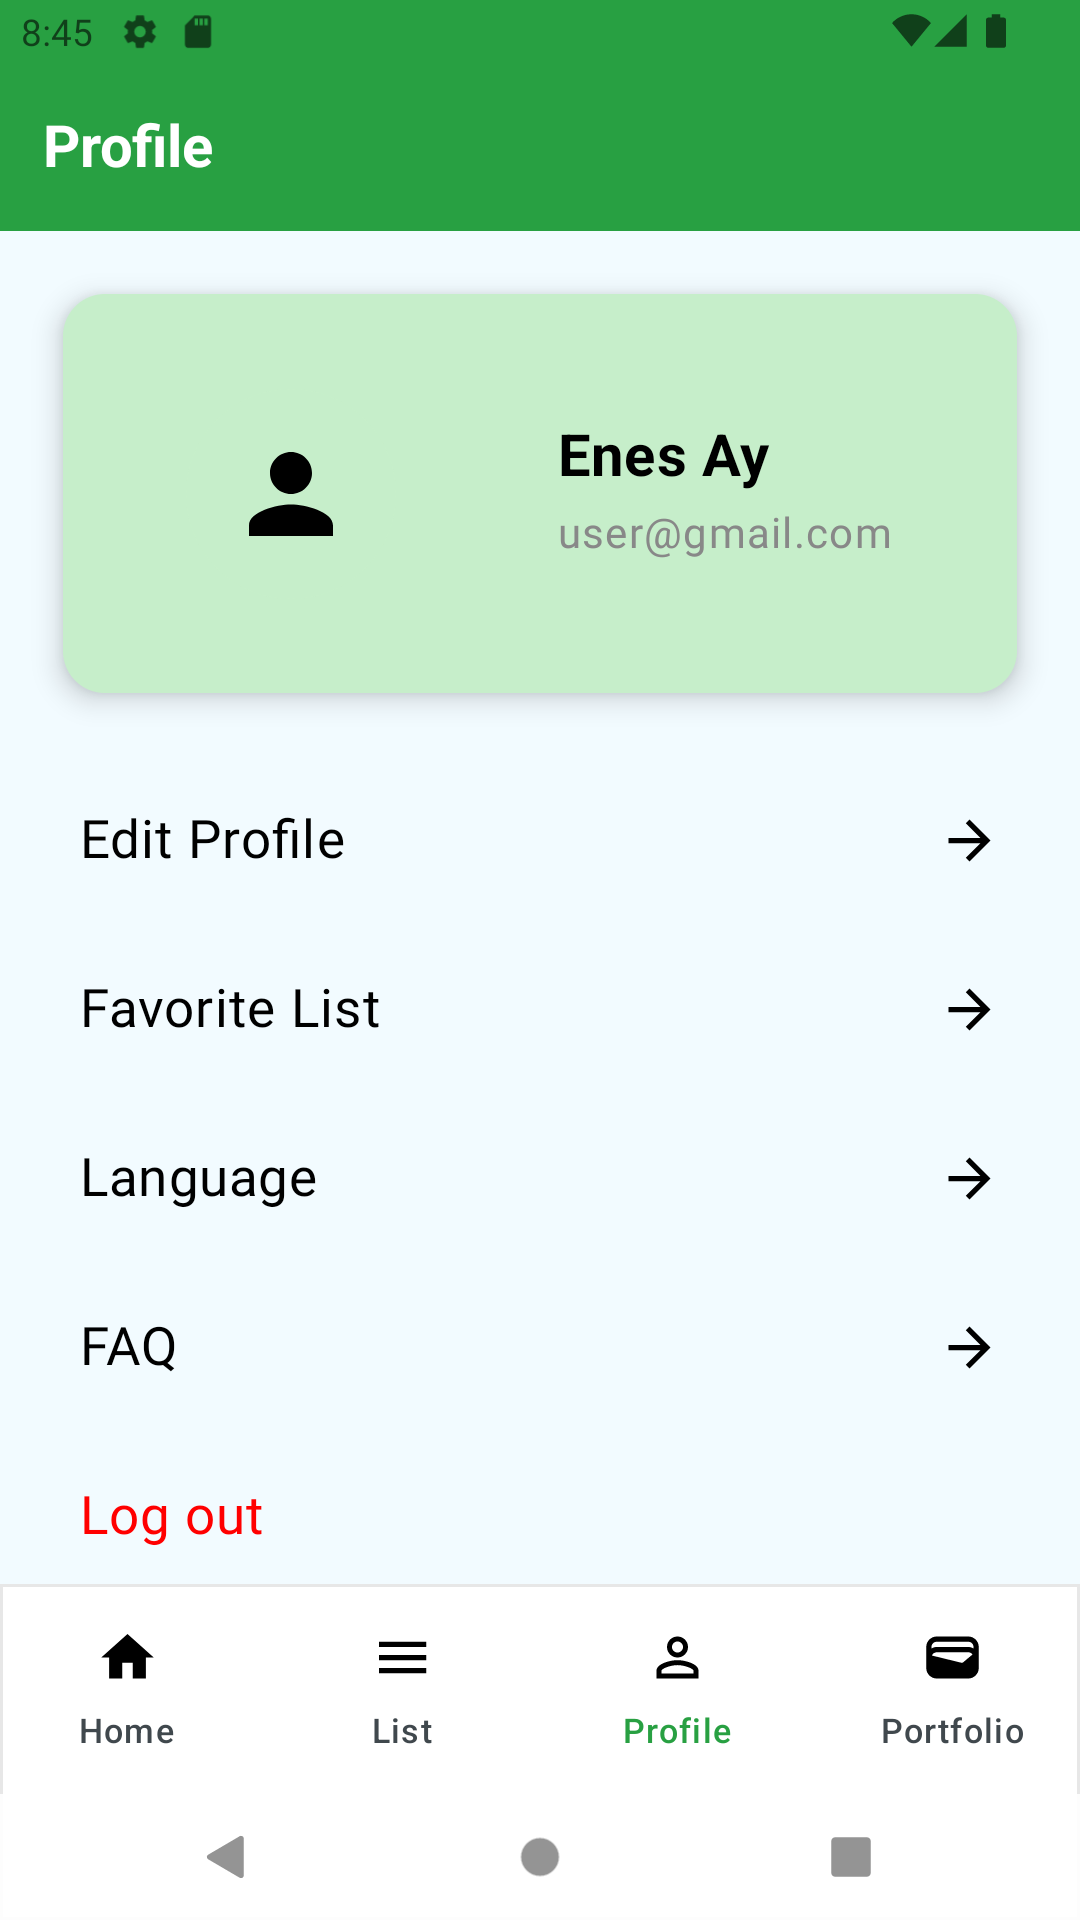 8:45
Profile
Enes Ay
user@gmail.com
Edit Profile
Favorite List
Language
FAQ
Log out
Home
List
Profile
Portfolio